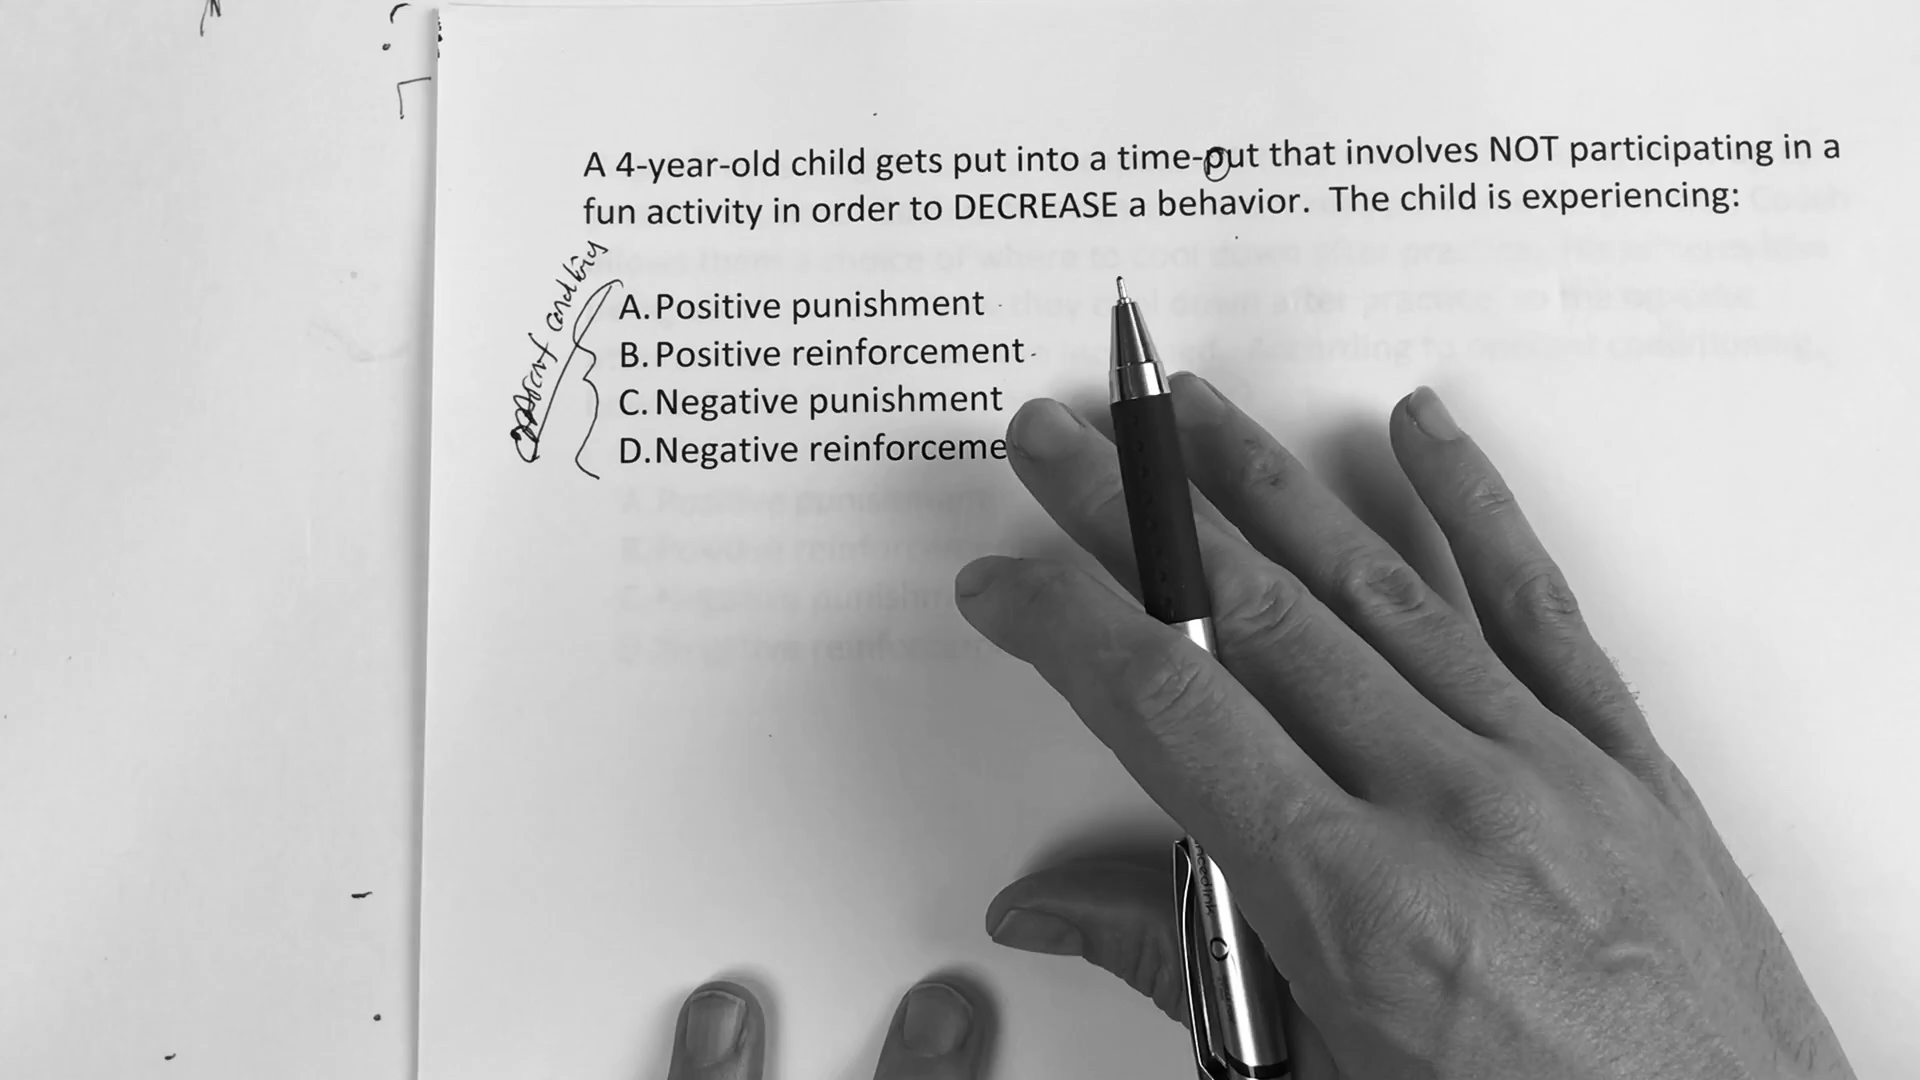 A 4-year-old child gets put into a time-put that involves NOT participating in a
fun activity in order to DECREASE a behavior. The child is experiencing:
A. Positive punishment
B. Positive reinforcement
C. Negative punishment
D. Negative reinforceme